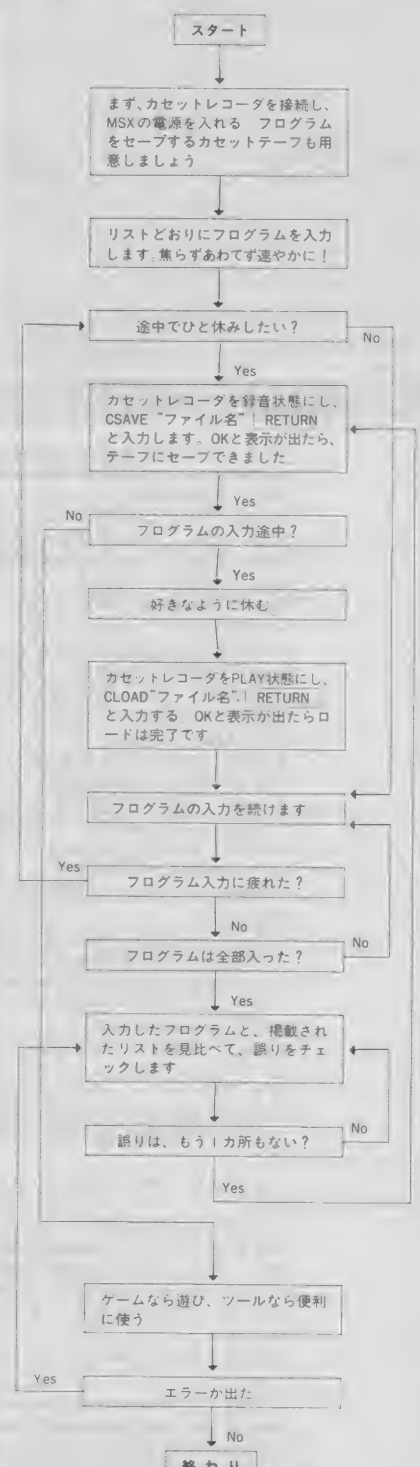 スタート
まず、カセットレコーダを接続し、
MSXの電源を入れる プログラム
をセーブするカセットテープも用
意しましょう
リストどおりにプログラムを入力
します.焦らずあわてず速やかに!
途中でひと休みしたい?
No
Yes
カセットレコーダを録音状態にし、
CSAVE "ファイル名" | RETURN
と入力します。OKと表示が出たら、
テープにセーブできました
Yes
No
プログラムの入力途中?
Yes
好きなように休む
カセットレコーダをPLAY状態にし、
CLOAD"ファイル名" | RETURN
と入力する OKと表示が出たらロ
ードは完了です
プログラムの入力を続けます
Yes
プログラム入力に疲れた?
No
プログラムは全部入った?
No
Yes
入力したプログラムと、掲載され
たリストを見比べて、誤りをチェ
ックします
誤りは、もう1カ所もない?
No
Yes
ゲームなら遊び、ツールなら便利
に使う
Yes
エラーが出た
No
終わり